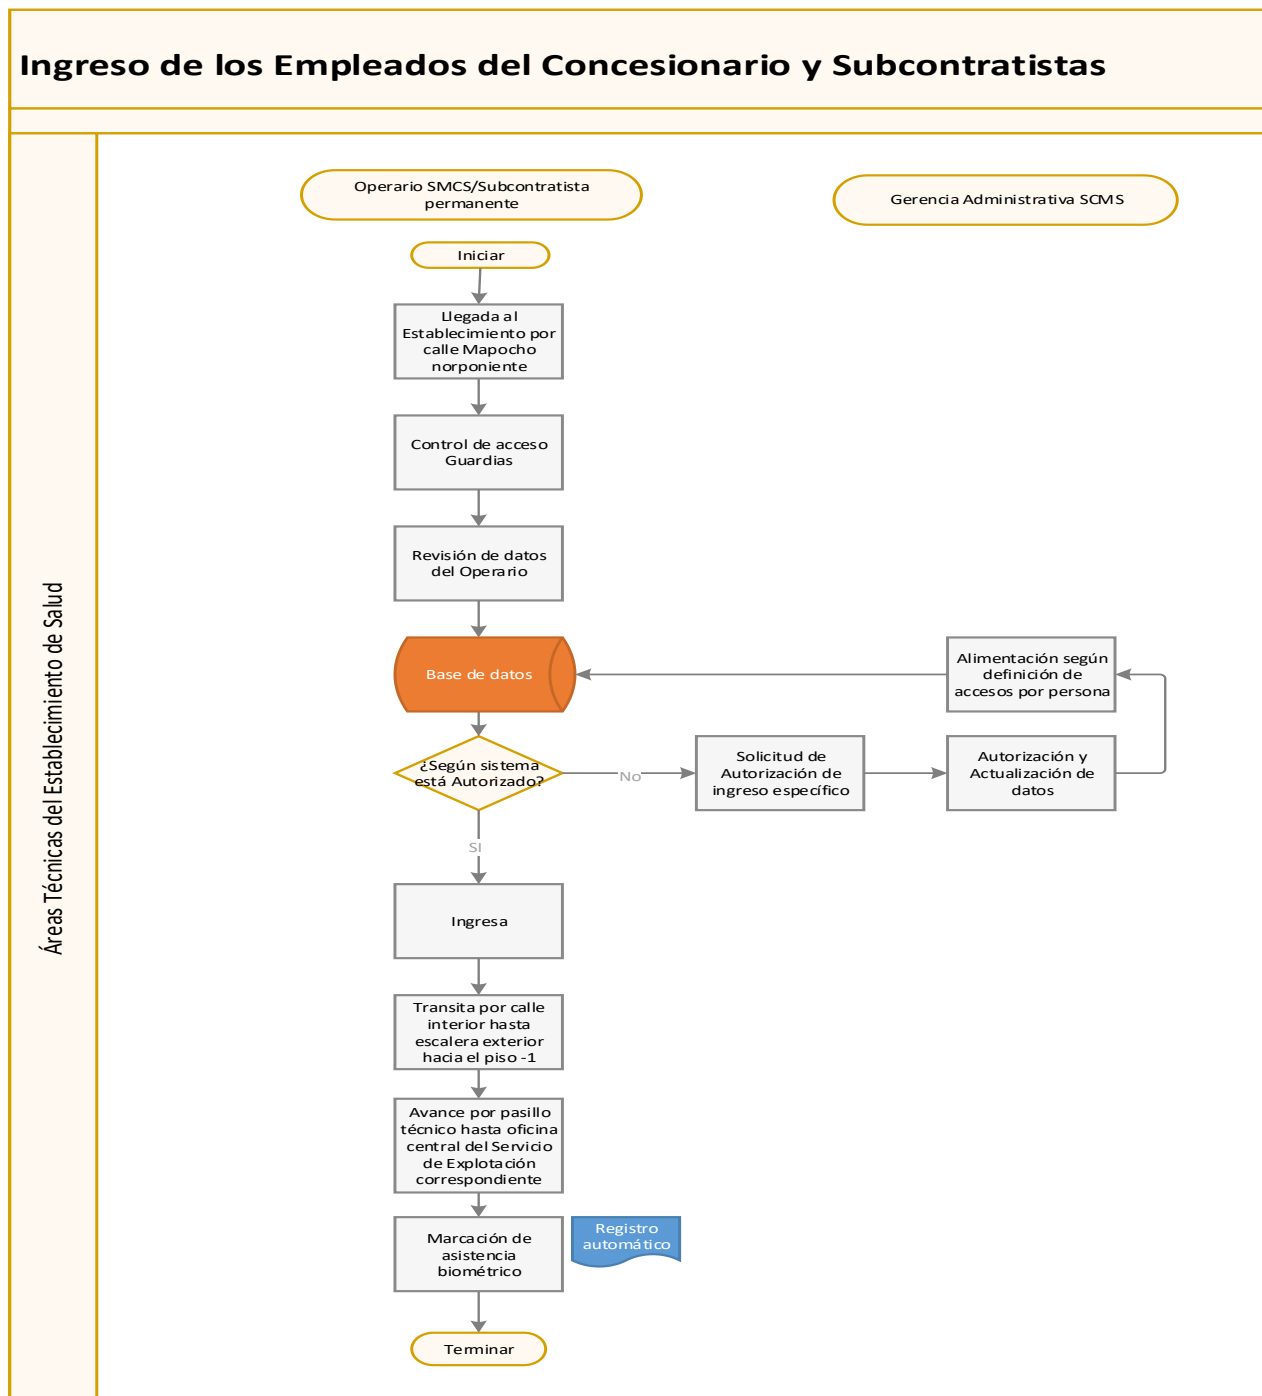 Ingreso de los Empleados del Concesionario y Subcontratistas
Áreas Técnicas del Establecimiento de Salud
Operario SMCS/Subcontratista
permanente
Gerencia Administrativa SCMS
Iniciar
Llegada al
Establecimiento por
calle Mapocho
norponiente
Control de acceso
Guardias
Revisión de datos
del Operario
Base de datos
Alimentación según
definición de
accesos por persona
¿Según sistema
está Autorizado?
No
Solicitud de
Autorización de
ingreso específico
Autorización y
Actualización de
datos
SI
Ingresa
Transita por calle
interior hasta
escalera exterior
hacia el piso -1
Avance por pasillo
técnico hasta oficina
central del Servicio
de Explotación
correspondiente
Marcación de
asistencia
biométrico
Registro
automático
Terminar